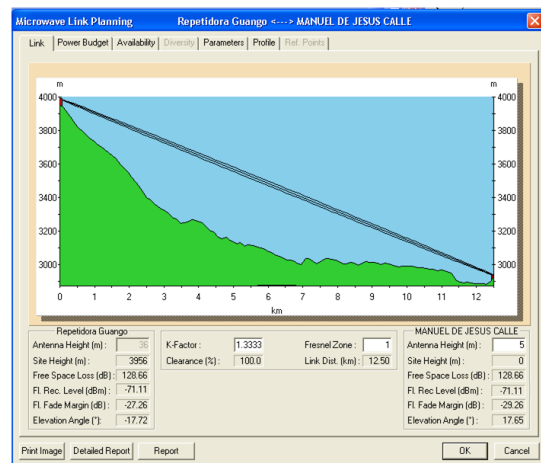 Microwave Link Planning Repetidora Guango <---> MANUEL DE JESUS CALLE
Link Power Budget Availability Diversity Parameters Profile Ref. Points
m m
4000 4000
3800 3800
3600 3600
3400 3400
3200 3200
3000 3000
0 1 2 3 4 5 6 7 8 9 10 11 12
km
Repetidora Guango
Antenna Height (m) : 36
Site Height (m) : 3956
Free Space Loss (dB) : 128.66
Fl. Rec. Level (dBm) : -71.11
Fl. Fade Margin (dB) : -27.26
Elevation Angle (°): -17.72
K-Factor : 1.3333 Fresnel Zone : 1
Clearance (%) : 100.0 Link Dist. (km) : 12.50
MANUEL DE JESUS CALLE
Antenna Height (m) : 5
Site Height (m) : 0
Free Space Loss (dB) : 128.66
Fl. Rec. Level (dBm) : -71.11
Fl. Fade Margin (dB) : -29.26
Elevation Angle (°): 17.65
Print Image Detailed Report Report OK Cancel